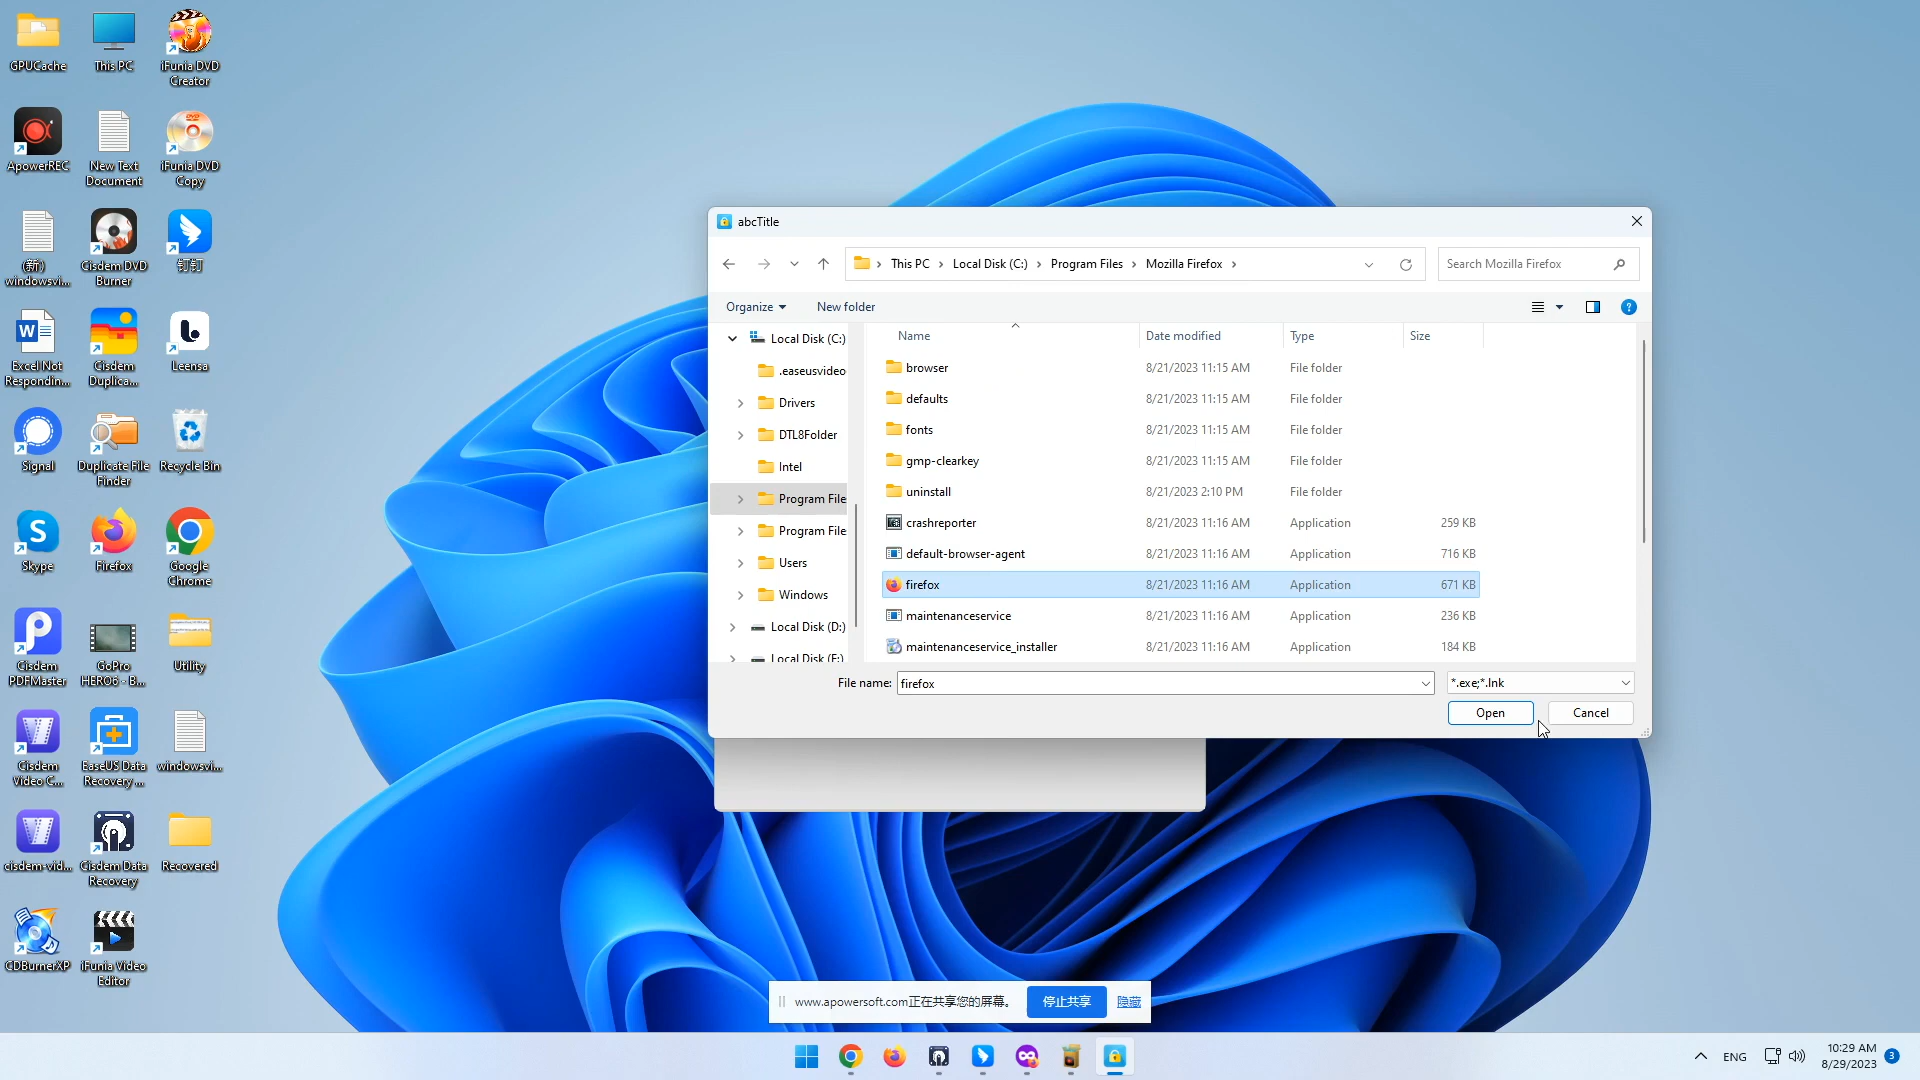 GPUCache
This PC
iFunia DVD
Creator
ApowerREC
New Text
Document
iFunia DVD
Copy
(新)
windowsvi...
Cisdem DVD
Burner
钉钉
Excel Not
Respondin...
Cisdem
Duplica...
Leensa
Signal
Duplicate File
Finder
Recycle Bin
Skype
Firefox
Google
Chrome
Cisdem
PDFMaster
GoPro
HERO6 - B...
Utility
Cisdem
Video C...
EaseUS Data
Recovery ...
windowsvi...
cisdem-vid...
Cisdem Data
Recovery
Recovered
CDBurnerXP
iFunia Video
Editor
abcTitle
This PC > Local Disk (C:) > Program Files > Mozilla Firefox >
Search Mozilla Firefox
Organize
New folder
Local Disk (C:)
.easeusvideo
Drivers
DTL8Folder
Intel
Program File
Program File
Users
Windows
Local Disk (D:)
Local Disk (E:)
Name Date modified Type Size
browser 8/21/2023 11:15 AM File folder
defaults 8/21/2023 11:15 AM File folder
fonts 8/21/2023 11:15 AM File folder
gmp-clearkey 8/21/2023 11:15 AM File folder
uninstall 8/21/2023 2:10 PM File folder
crashreporter 8/21/2023 11:16 AM Application 259 KB
default-browser-agent 8/21/2023 11:16 AM Application 716 KB
firefox 8/21/2023 11:16 AM Application 671 KB
maintenanceservice 8/21/2023 11:16 AM Application 236 KB
maintenanceservice_installer 8/21/2023 11:16 AM Application 184 KB
File name: firefox
*.exe;*.lnk
Open
Cancel
www.apowersoft.com正在共享您的屏幕。
停止共享
隐藏
ENG
10:29 AM
8/29/2023
3